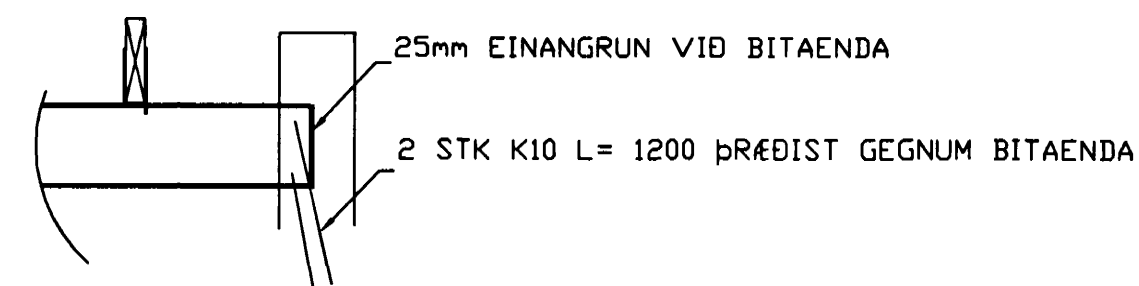 25mm EINANGRUN VIÐ BITAENDA
2 STK K10 L= 1200 ÞRÆÐIST GEGNUM BITAENDA